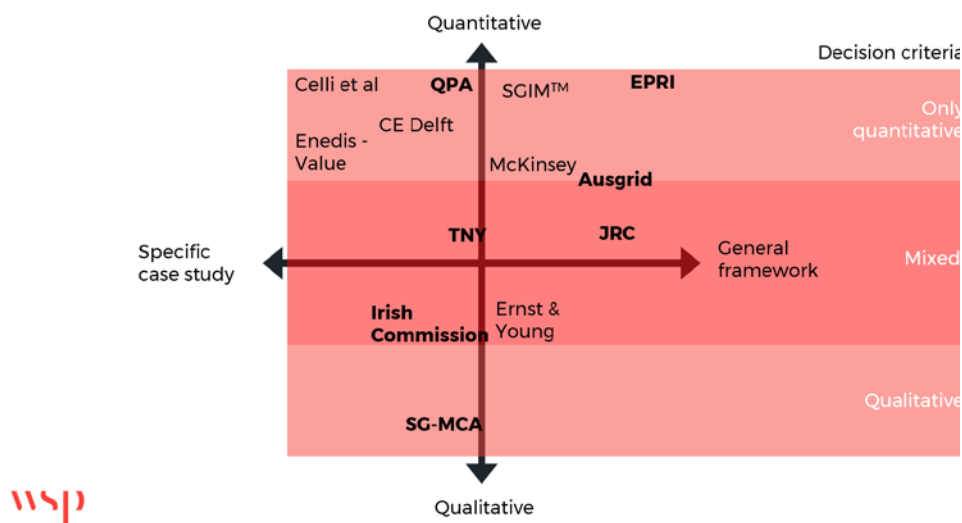 Quantitative
Decision criteria
Celli et al
QPA
SGIM™
EPRI
Only
quantitative
CE Delft
Enedis -
Value
McKinsey
Ausgrid
TNY
JRC
Specific
case study
General
framework
Mixed
Irish
Commission
Ernst &
Young
Qualitative
SG-MCA
Qualitative
wsp